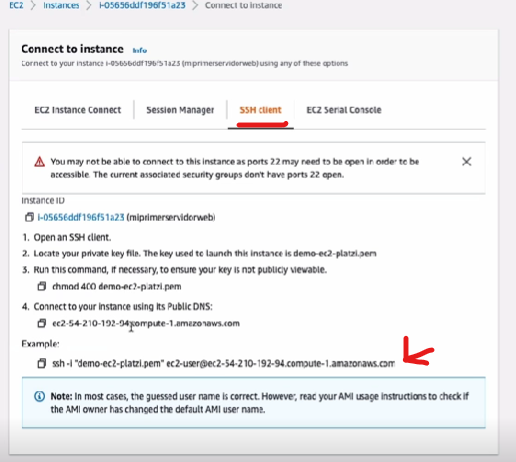 EC2 > Instances > i-05656ddf196f51a23 > Connect to instance
Connect to instance Info
Connect to your instance i-05656ddf196f51a23 (miprimerservidorweb) using any of these options
EC2 Instance Connect
Session Manager
SSH client
EC2 Serial Console
You may not be able to connect to this instance as ports 22 may need to be open in order to be
accessible. The current associated security groups don't have ports 22 open.
Instance ID
i-05656ddf196f51a23 (miprimerservidorweb)
1. Open an SSH client.
2. Locate your private key file. The key used to launch this instance is demo-ec2-platzi.pem
3. Run this command, if necessary, to ensure your key is not publicly viewable.
chmod 400 demo-ec2-platzi.pem
4. Connect to your instance using its Public DNS:
ec2-54-210-192-94.compute-1.amazonaws.com
Example:
ssh -i "demo-ec2-platzi.pem" ec2-user@ec2-54-210-192-94.compute-1.amazonaws.com
Note: In most cases, the guessed user name is correct. However, read your AMI usage instructions to check if
the AMI owner has changed the default AMI user name.